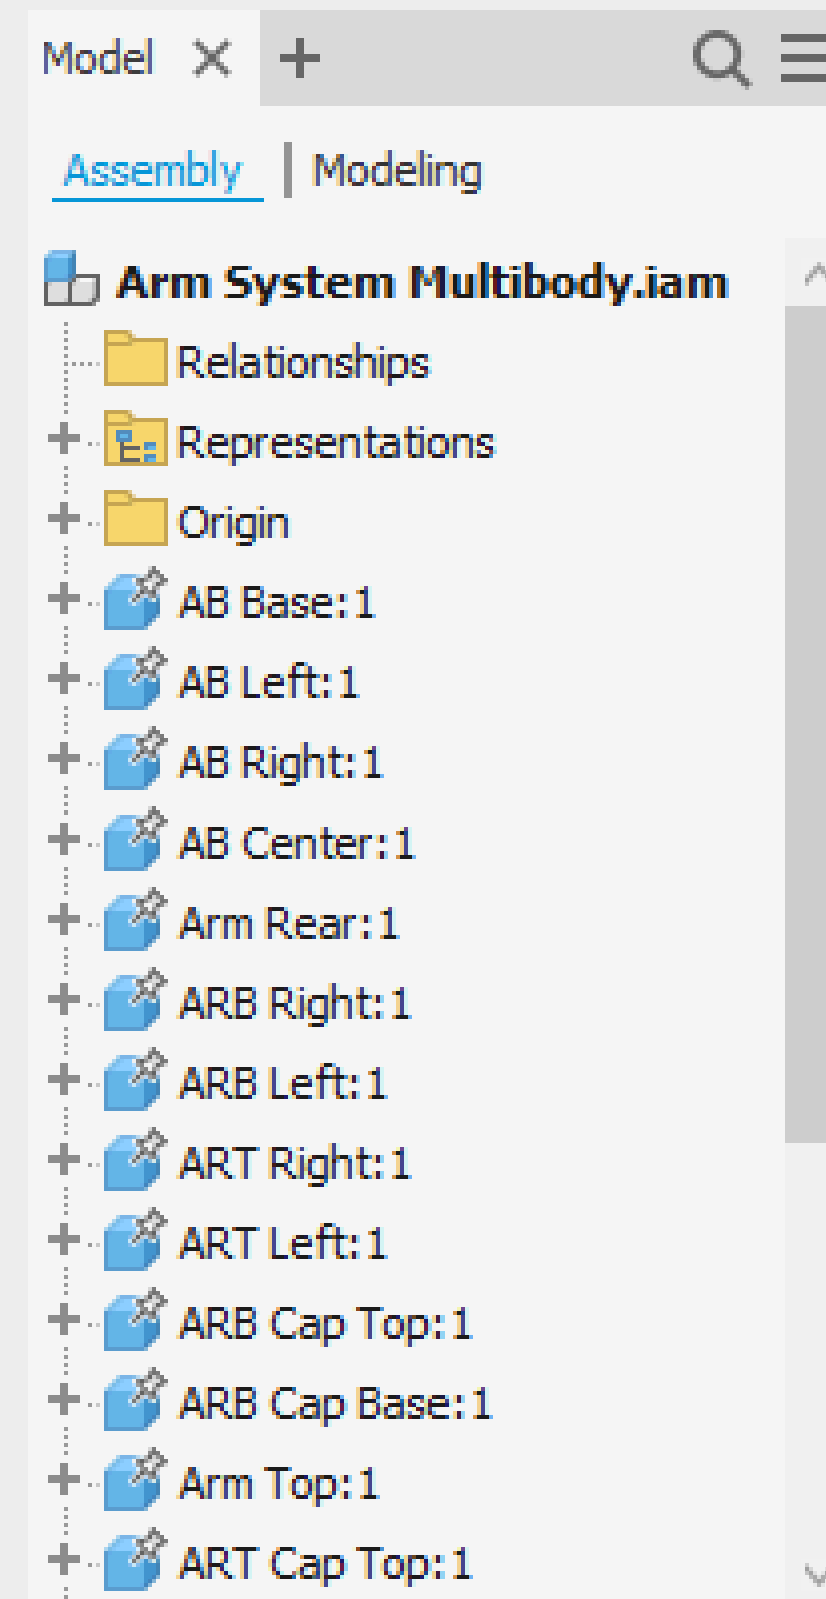 Model
Assembly | Modeling
Arm System Multibody.iam
Relationships
Representations
Origin
AB Base:1
AB Left:1
AB Right:1
AB Center:1
Arm Rear:1
ARB Right:1
ARB Left:1
ART Right:1
ART Left:1
ARB Cap Top:1
ARB Cap Base:1
Arm Top:1
ART Cap Top:1